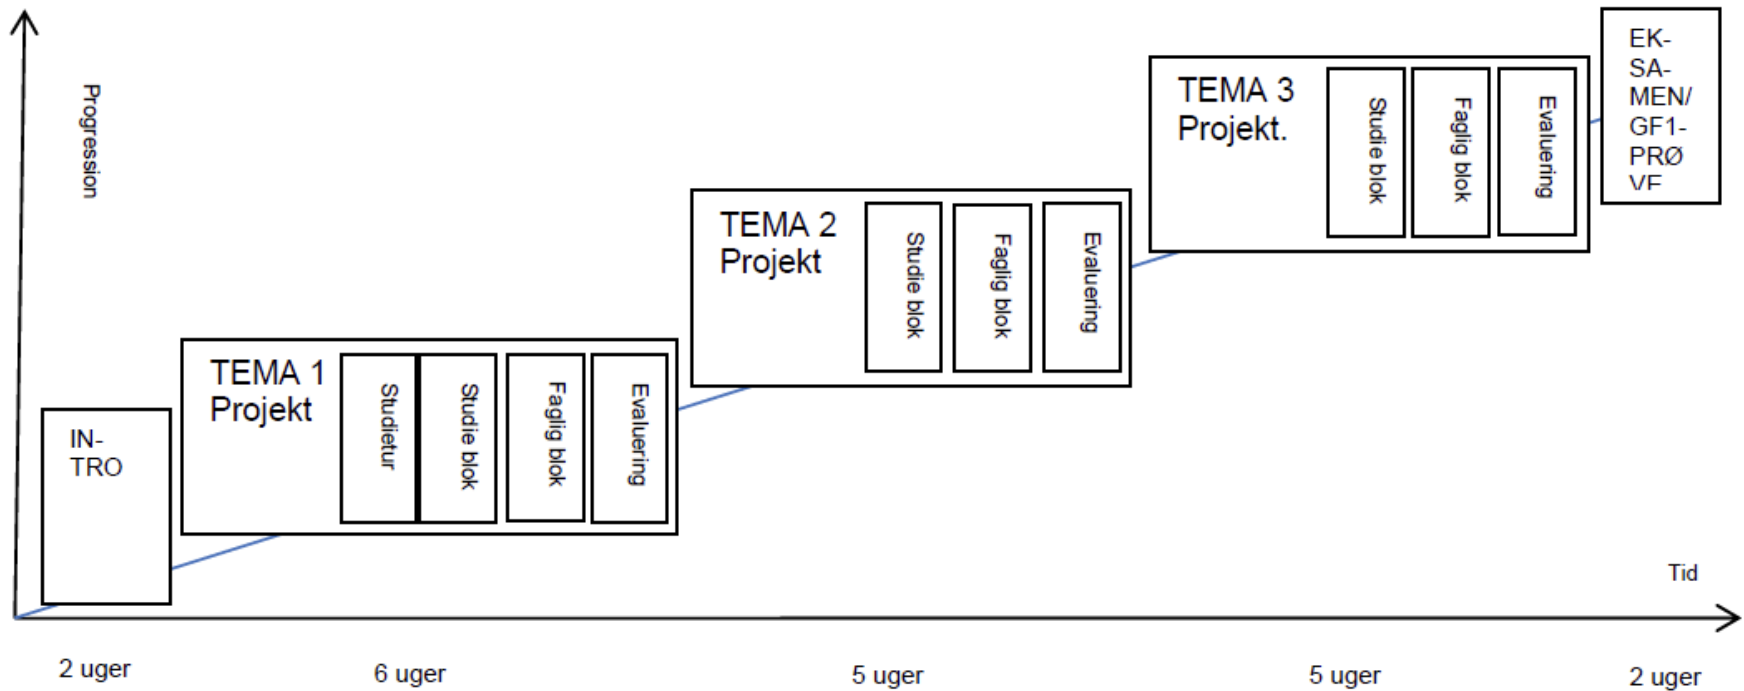 Progression
IN-
TRO
TEMA 1
Projekt
Studietur
Studie blok
Faglig blok
Evaluering
TEMA 2
Projekt
Studie blok
Faglig blok
Evaluering
TEMA 3
Projekt.
Studie blok
Faglig blok
Evaluering
EK-
SA-
MEN/
GF1-
PRØ
VE
Tid
2 uger
6 uger
5 uger
5 uger
2 uger